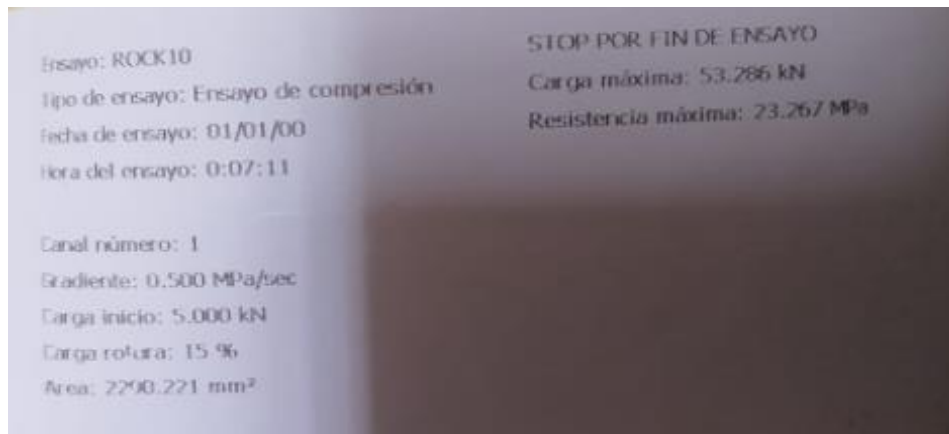 Ensayo: ROCK10
Tipo de ensayo: Ensayo de compresión
Fecha de ensayo: 01/01/00
Hora del ensayo: 0:07:11
Canal número: 1
Gradiente: 0.500 MPa/sec
Carga inicio: 5.000 kN
Carga rotura: 15 %
Area: 2290.221 mm²
STOP POR FIN DE ENSAYO
Carga máxima: 53.286 kN
Resistencia máxima: 23.267 MPa